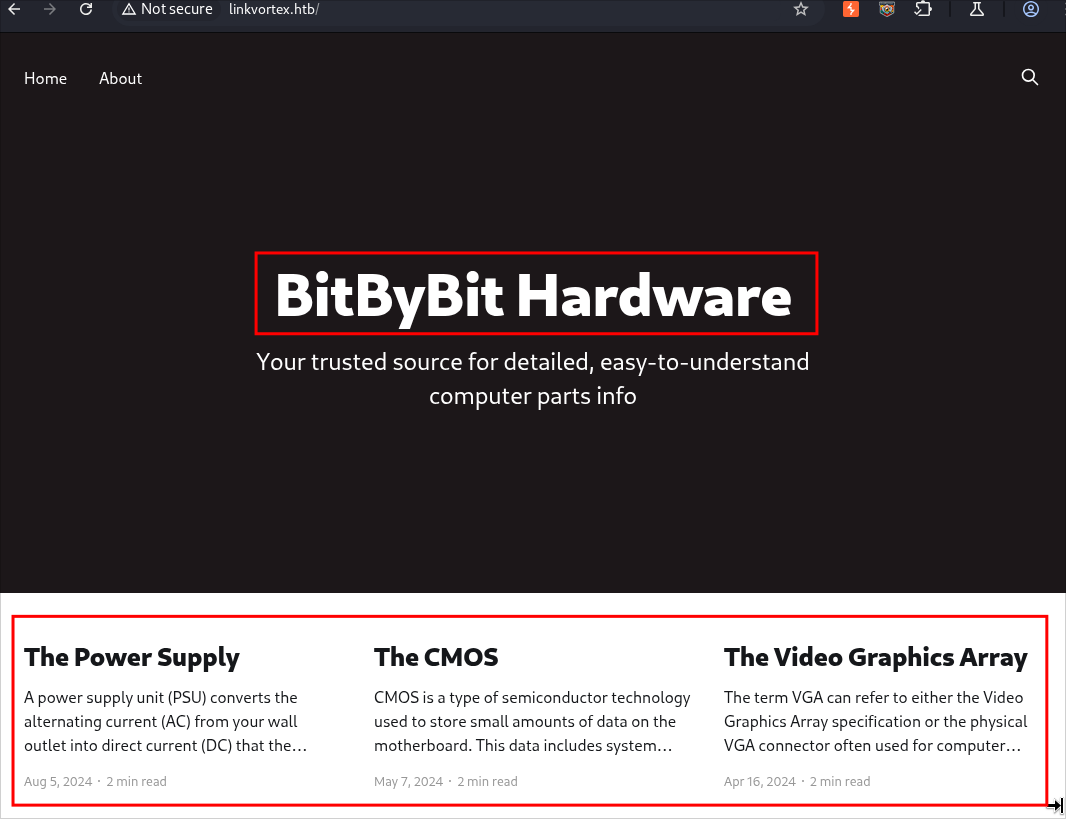 Not secure linkvortex.htb/
Home About
BitByBit Hardware
Your trusted source for detailed, easy-to-understand
computer parts info
The Power Supply
A power supply unit (PSU) converts the
alternating current (AC) from your wall
outlet into direct current (DC) that the…
Aug 5, 2024 · 2 min read
The CMOS
CMOS is a type of semiconductor technology
used to store small amounts of data on the
motherboard. This data includes system…
May 7, 2024 · 2 min read
The Video Graphics Array
The term VGA can refer to either the Video
Graphics Array specification or the physical
VGA connector often used for computer…
Apr 16, 2024 · 2 min read